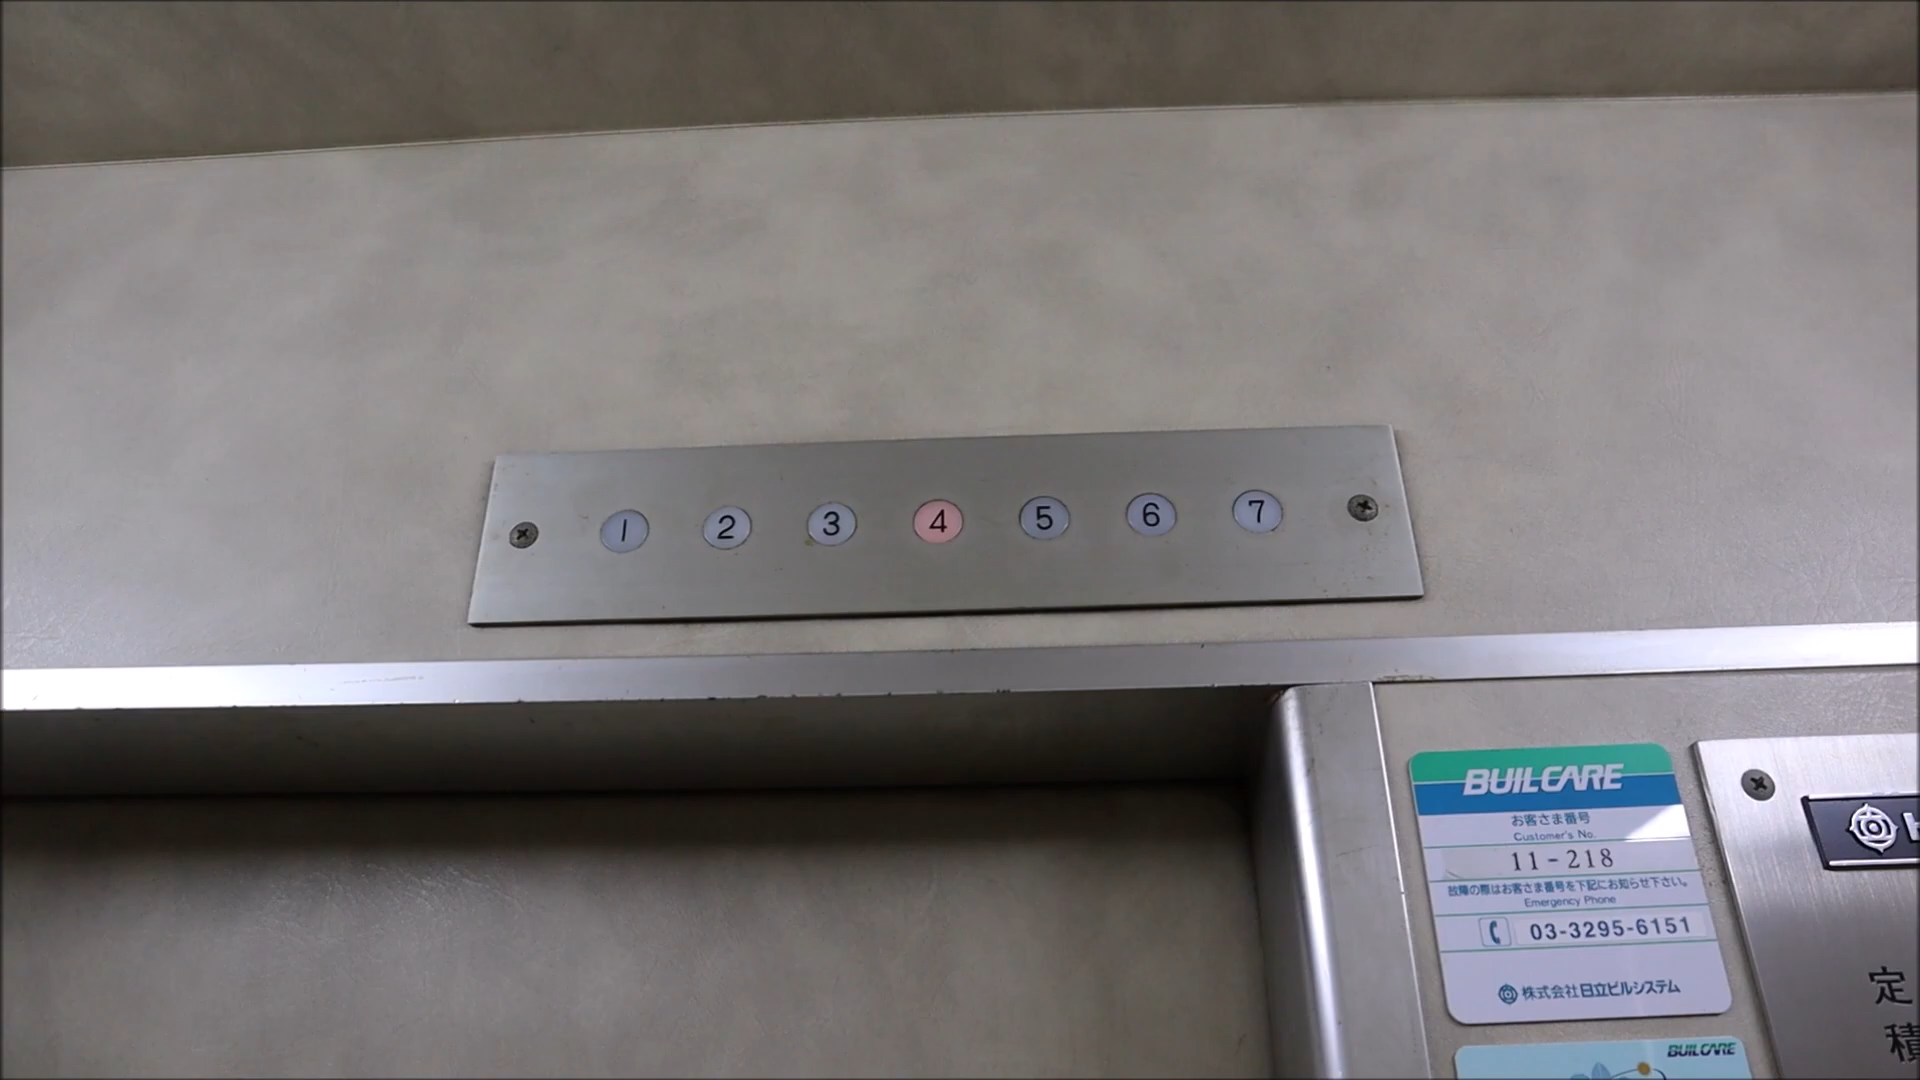 1 2 3 4 5 6 7
BUILCARE
お客さま番号
Customer's No.
11-218
故障の際はお客さま番号を下記にお知らせ下さい。
Emergency Phone
03-3295-6151
株式会社日立ビルシステム
BUILCARE
定
積